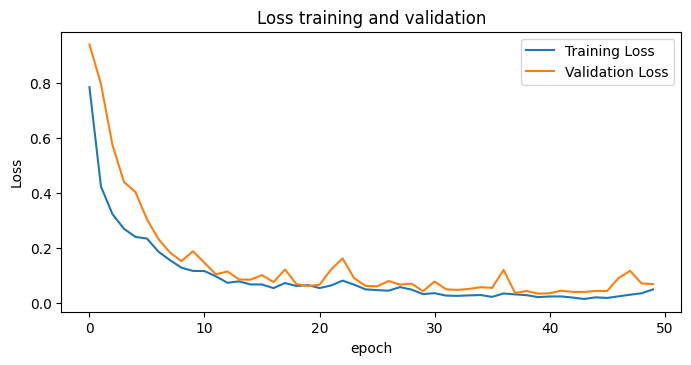 Loss training and validation
Training Loss
Validation Loss
Loss
0.8
0.6
0.4
0.2
0.0
0 10 20 30 40 50
epoch